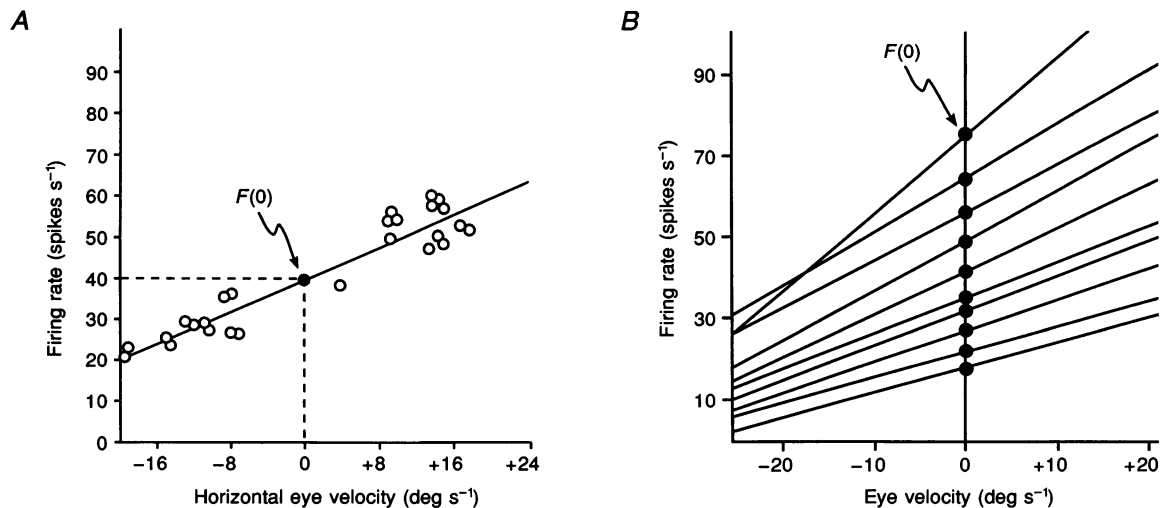 A
90
80
70
60
50
40
30
20
10
0
Firing rate (spikes s⁻¹)
F(0)
−16 −8 0 +8 +16 +24
Horizontal eye velocity (deg s⁻¹)
B
90
70
50
30
10
Firing rate (spikes s⁻¹)
F(0)
−20 −10 0 +10 +20
Eye velocity (deg s⁻¹)